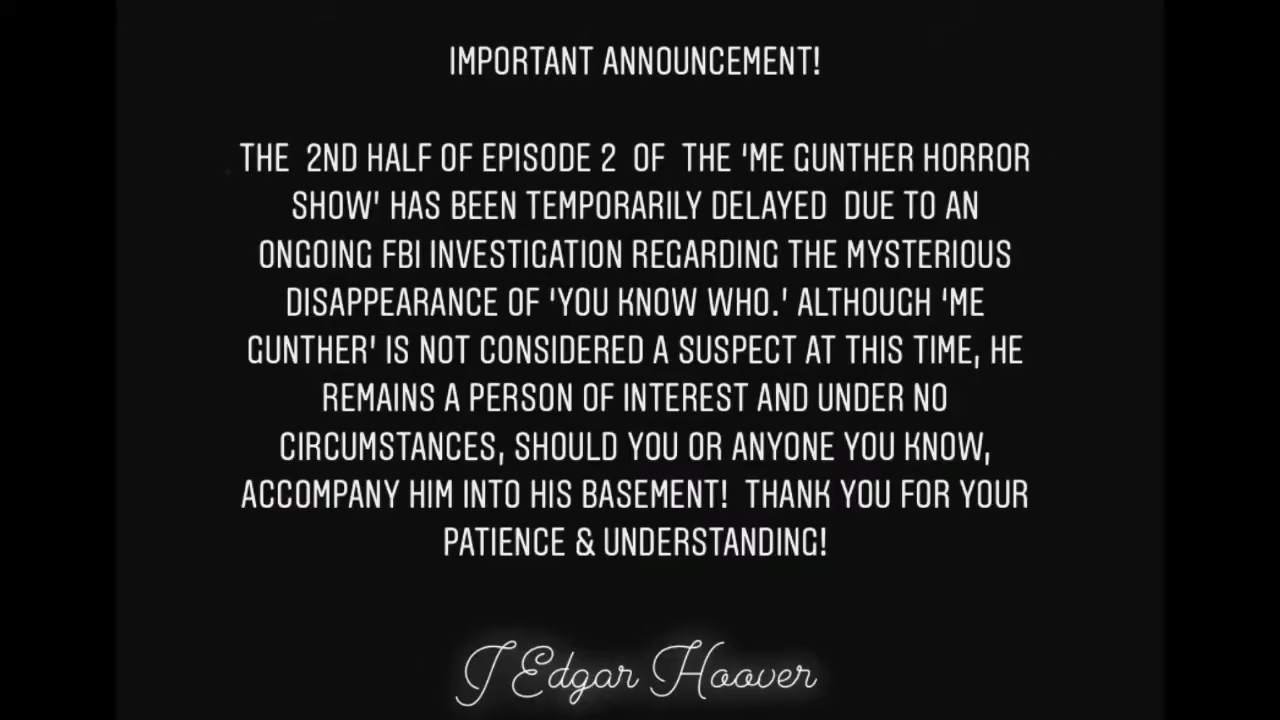 IMPORTANT ANNOUNCEMENT!
THE 2ND HALF OF EPISODE 2 OF THE 'ME GUNTHER HORROR
SHOW' HAS BEEN TEMPORARILY DELAYED DUE TO AN
ONGOING FBI INVESTIGATION REGARDING THE MYSTERIOUS
DISAPPEARANCE OF 'YOU KNOW WHO.' ALTHOUGH 'ME
GUNTHER' IS NOT CONSIDERED A SUSPECT AT THIS TIME, HE
REMAINS A PERSON OF INTEREST AND UNDER NO
CIRCUMSTANCES, SHOULD YOU OR ANYONE YOU KNOW,
ACCOMPANY HIM INTO HIS BASEMENT! THANK YOU FOR YOUR
PATIENCE & UNDERSTANDING!
J Edgar Hoover